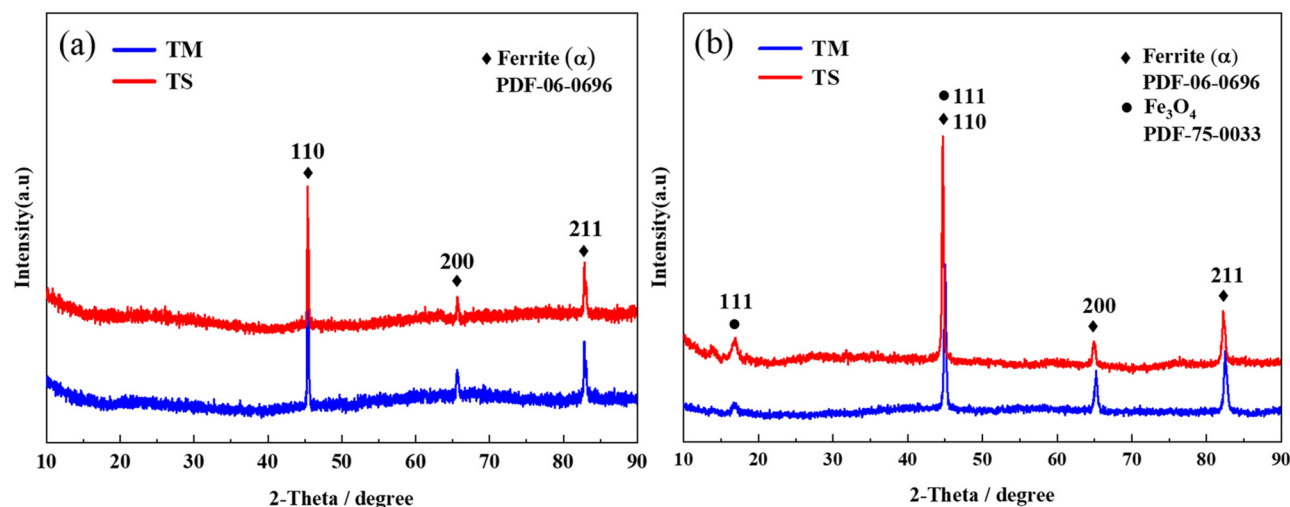 (a)
TM
TS
◆ Ferrite (α)
PDF-06-0696
110
200
211
Intensity(a.u)
10 20 30 40 50 60 70 80 90
2-Theta / degree
(b)
TM
TS
◆ Ferrite (α)
PDF-06-0696
● Fe₃O₄
PDF-75-0033
● 111
◆ 110
111
200
211
Intensity(a.u)
10 20 30 40 50 60 70 80 90
2-Theta / degree